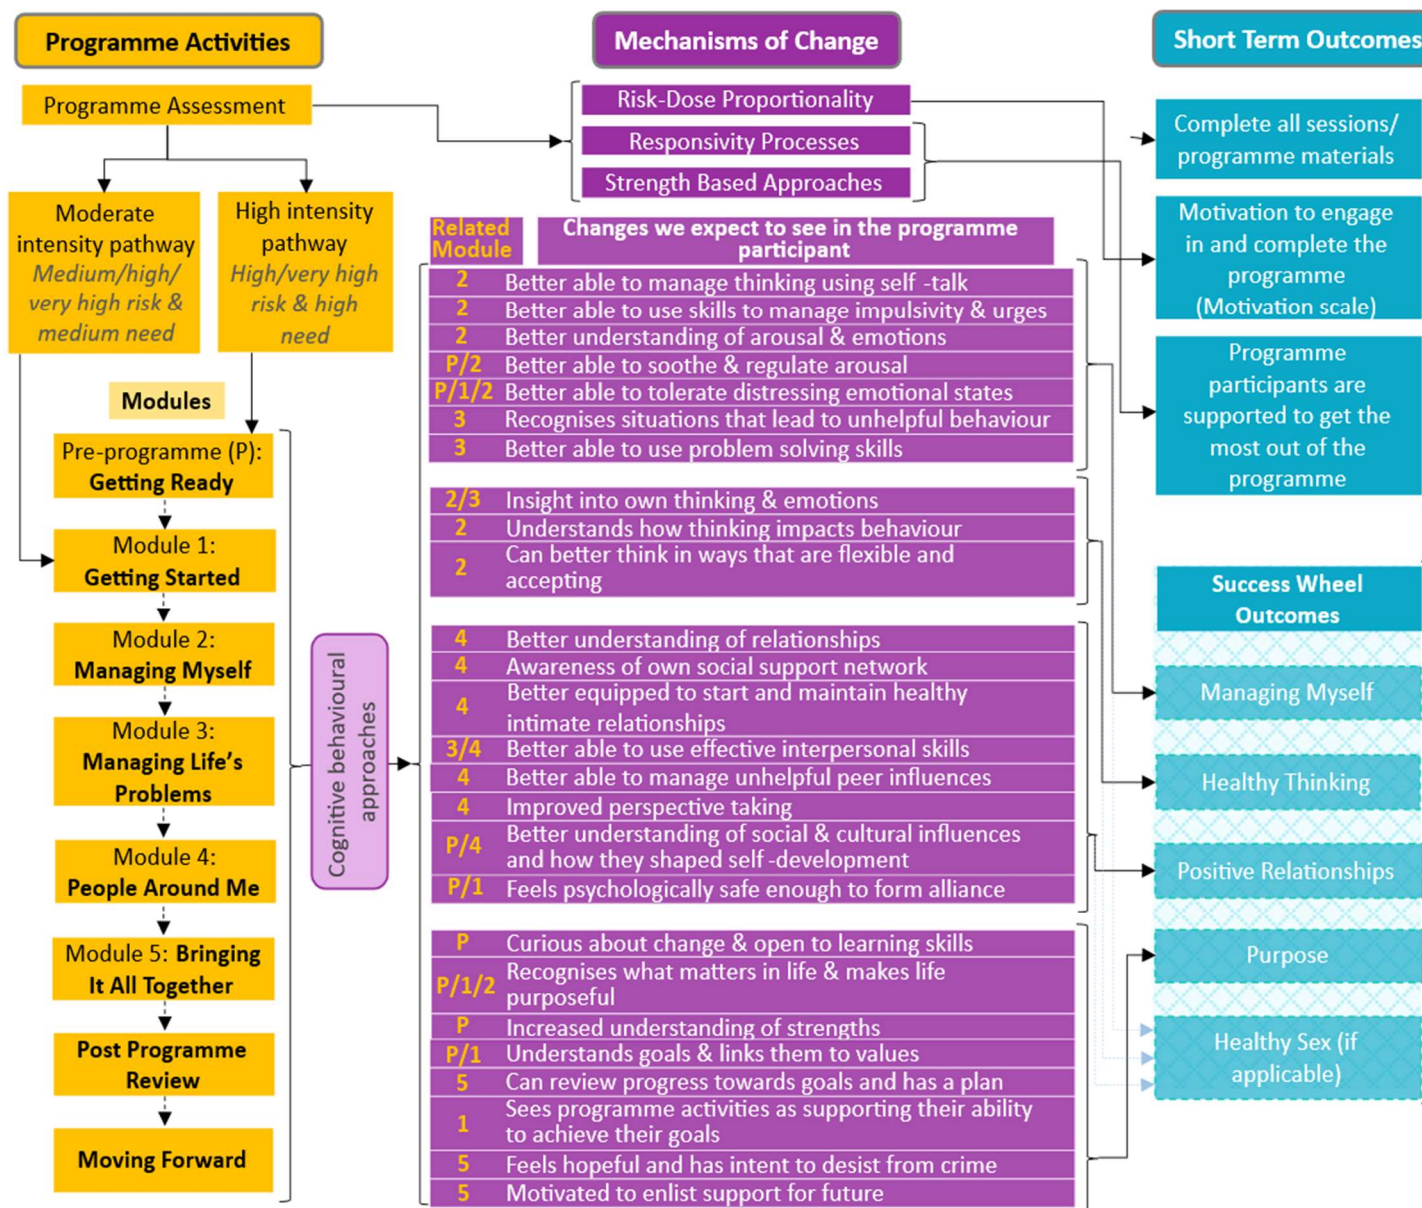 Programme Activities
Programme Assessment
Moderate
intensity pathway
Medium/high/
very high risk &
medium need
High intensity
pathway
High/very high
risk & high
need
Modules
Pre-programme (P):
Getting Ready
Module 1:
Getting Started
Module 2:
Managing Myself
Module 3:
Managing Life's
Problems
Module 4:
People Around Me
Module 5: Bringing
It All Together
Post Programme
Review
Moving Forward
Cognitive behavioural
approaches
Mechanisms of Change
Risk-Dose Proportionality
Responsivity Processes
Strength Based Approaches
Related
Module
Changes we expect to see in the programme
participant
2 Better able to manage thinking using self -talk
2 Better able to use skills to manage impulsivity & urges
2 Better understanding of arousal & emotions
P/2 Better able to soothe & regulate arousal
P/1/2 Better able to tolerate distressing emotional states
3 Recognises situations that lead to unhelpful behaviour
3 Better able to use problem solving skills
2/3 Insight into own thinking & emotions
2 Understands how thinking impacts behaviour
2 Can better think in ways that are flexible and
accepting
4 Better understanding of relationships
4 Awareness of own social support network
4 Better equipped to start and maintain healthy
intimate relationships
3/4 Better able to use effective interpersonal skills
4 Better able to manage unhelpful peer influences
4 Improved perspective taking
P/4 Better understanding of social & cultural influences
and how they shaped self -development
P/1 Feels psychologically safe enough to form alliance
P Curious about change & open to learning skills
P/1/2 Recognises what matters in life & makes life
purposeful
P Increased understanding of strengths
P/1 Understands goals & links them to values
5 Can review progress towards goals and has a plan
1 Sees programme activities as supporting their ability
to achieve their goals
5 Feels hopeful and has intent to desist from crime
5 Motivated to enlist support for future
Short Term Outcomes
Complete all sessions/
programme materials
Motivation to engage
in and complete the
programme
(Motivation scale)
Programme
participants are
supported to get the
most out of the
programme
Success Wheel
Outcomes
Managing Myself
Healthy Thinking
Positive Relationships
Purpose
Healthy Sex (if
applicable)